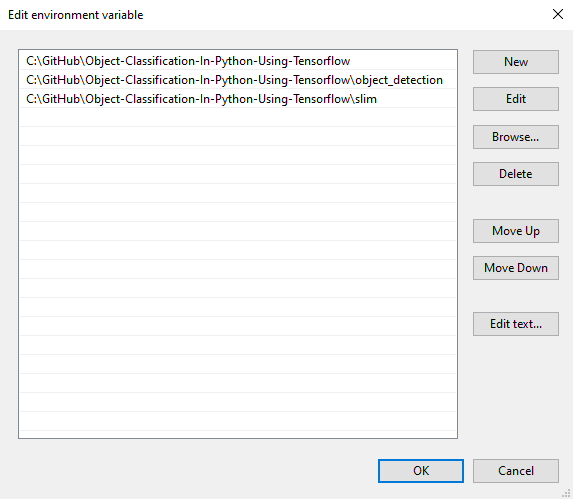 Edit environment variable
C:\GitHub\Object-Classification-In-Python-Using-Tensorflow
C:\GitHub\Object-Classification-In-Python-Using-Tensorflow\object_detection
C:\GitHub\Object-Classification-In-Python-Using-Tensorflow\slim
New
Edit
Browse...
Delete
Move Up
Move Down
Edit text...
OK
Cancel